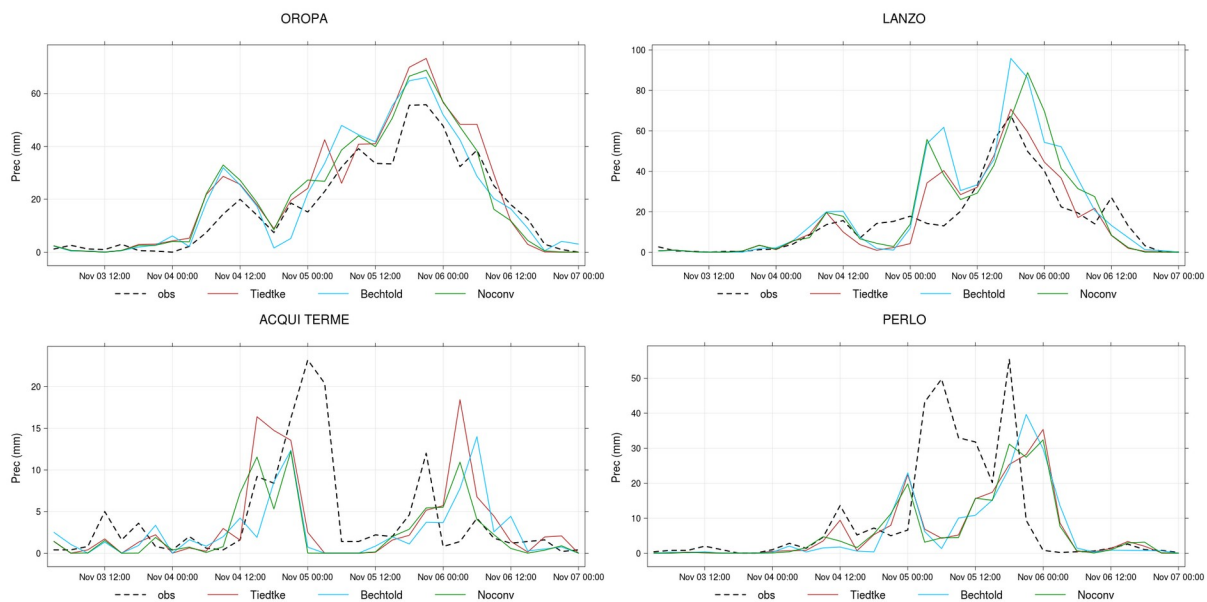 OROPA
Prec (mm)
60
40
20
0
Nov 03 12:00 Nov 04 00:00 Nov 04 12:00 Nov 05 00:00 Nov 05 12:00 Nov 06 00:00 Nov 06 12:00 Nov 07 00:00
obs Tiedtke Bechtold Noconv
LANZO
Prec (mm)
100
80
60
40
20
0
Nov 03 12:00 Nov 04 00:00 Nov 04 12:00 Nov 05 00:00 Nov 05 12:00 Nov 06 00:00 Nov 06 12:00 Nov 07 00:00
obs Tiedtke Bechtold Noconv
ACQUI TERME
Prec (mm)
20
15
10
5
0
Nov 03 12:00 Nov 04 00:00 Nov 04 12:00 Nov 05 00:00 Nov 05 12:00 Nov 06 00:00 Nov 06 12:00 Nov 07 00:00
obs Tiedtke Bechtold Noconv
PERLO
Prec (mm)
50
40
30
20
10
0
Nov 03 12:00 Nov 04 00:00 Nov 04 12:00 Nov 05 00:00 Nov 05 12:00 Nov 06 00:00 Nov 06 12:00 Nov 07 00:00
obs Tiedtke Bechtold Noconv